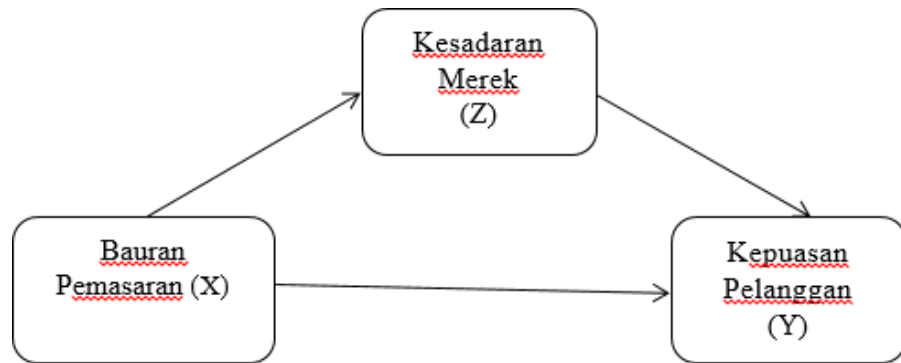 Kesadaran
Merek
(Z)
Bauran
Pemasaran (X)
Kepuasan
Pelanggan
(Y)